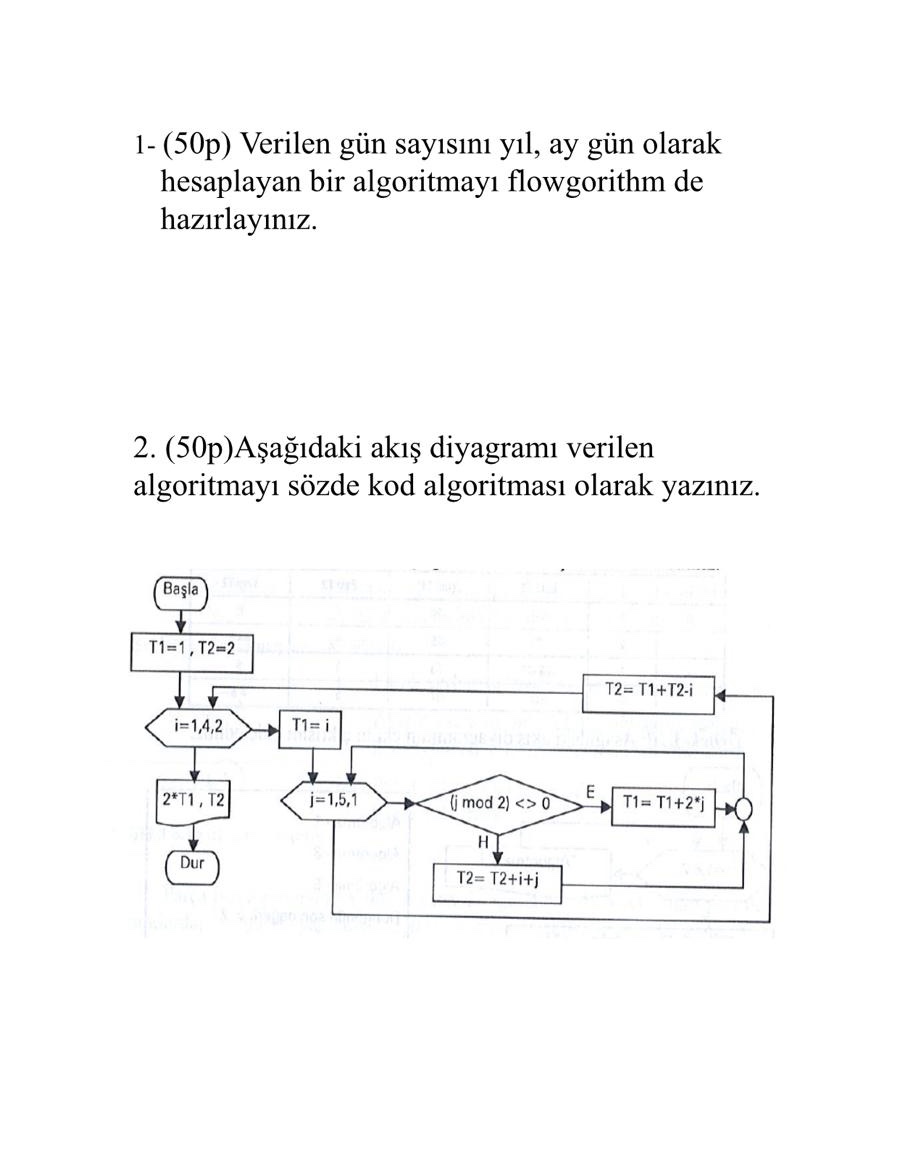 1- (50p) Verilen gün sayısını yıl, ay gün olarak
hesaplayan bir algoritmayı flowgorithm de
hazırlayınız.
2. (50p)Aşağıdaki akış diyagramı verilen
algoritmayı sözde kod algoritması olarak yazınız.
Başla
T1=1 , T2=2
T2= T1+T2-i
i=1,4,2
T1= i
2*T1 , T2
j=1,5,1
(j mod 2) <> 0
E
T1= T1+2*j
H
Dur
T2= T2+i+j